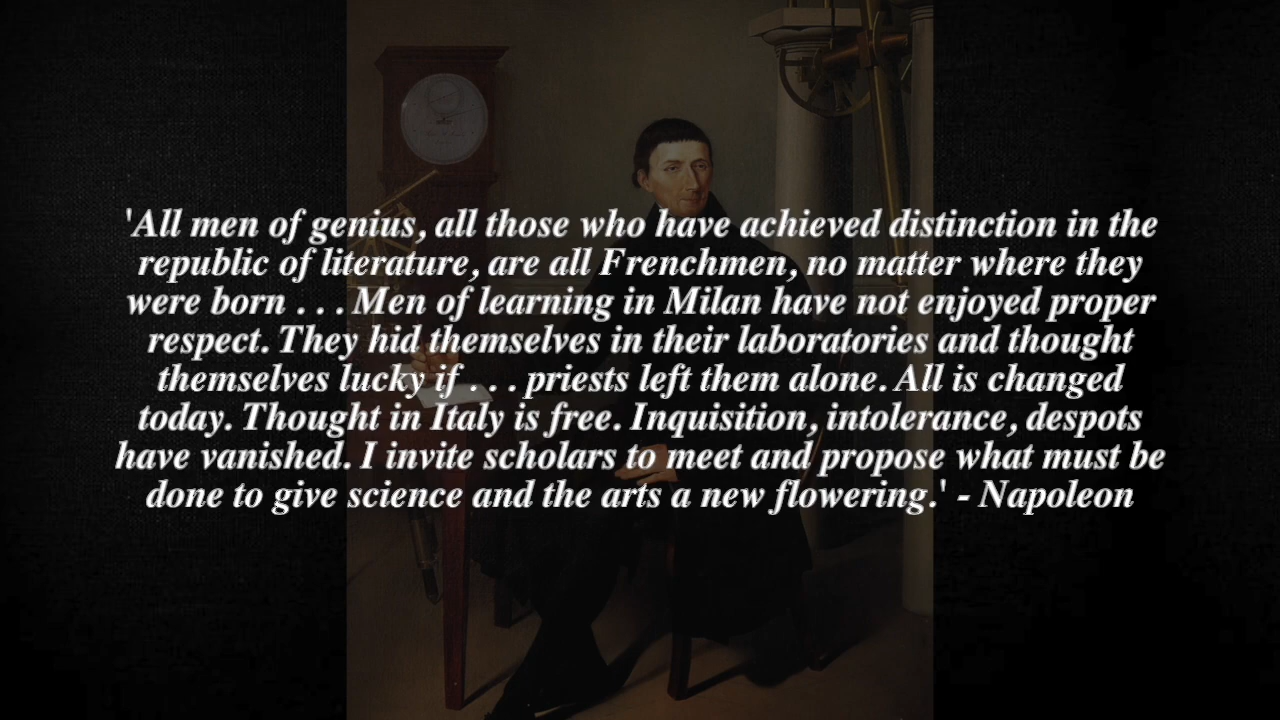 'All men of genius, all those who have achieved distinction in the
republic of literature, are all Frenchmen, no matter where they
were born . . . Men of learning in Milan have not enjoyed proper
respect. They hid themselves in their laboratories and thought
themselves lucky if . . . priests left them alone. All is changed
today. Thought in Italy is free. Inquisition, intolerance, despots
have vanished. I invite scholars to meet and propose what must be
done to give science and the arts a new flowering.' - Napoleon